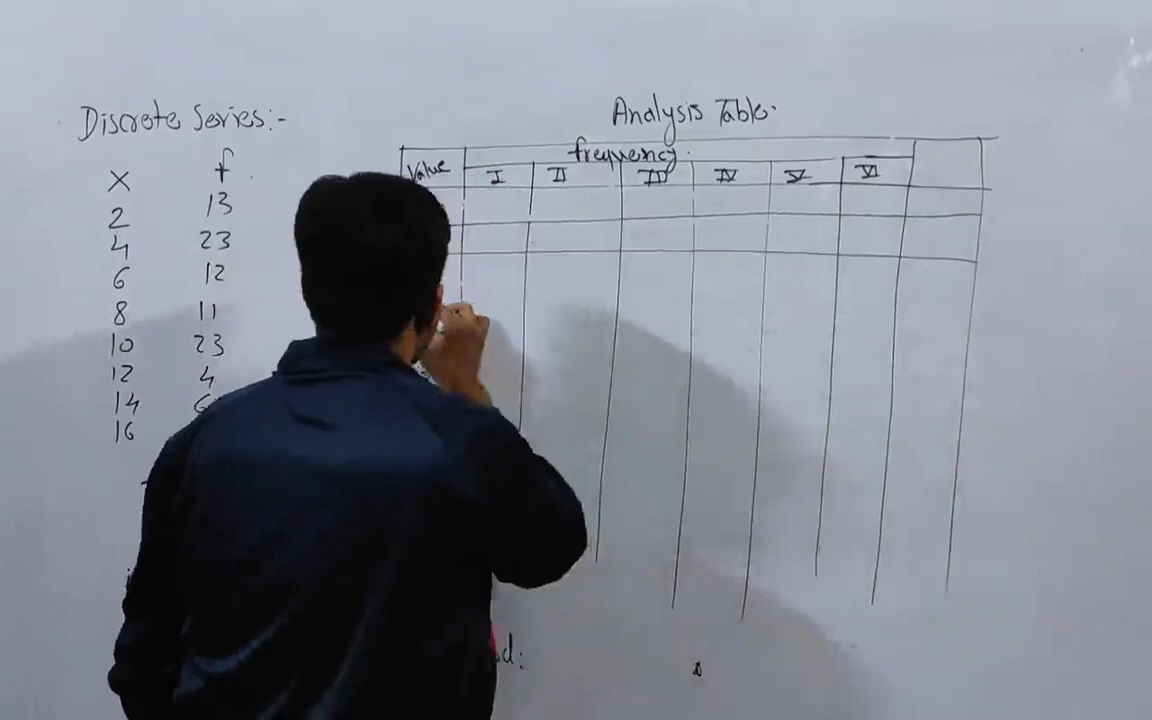 Discrete Series:-
X f
2 13
4 23
6 12
8 11
10 23
12 4
14 6
16
Analysis Table.
Value frequency.
I II III IV V VI
d: